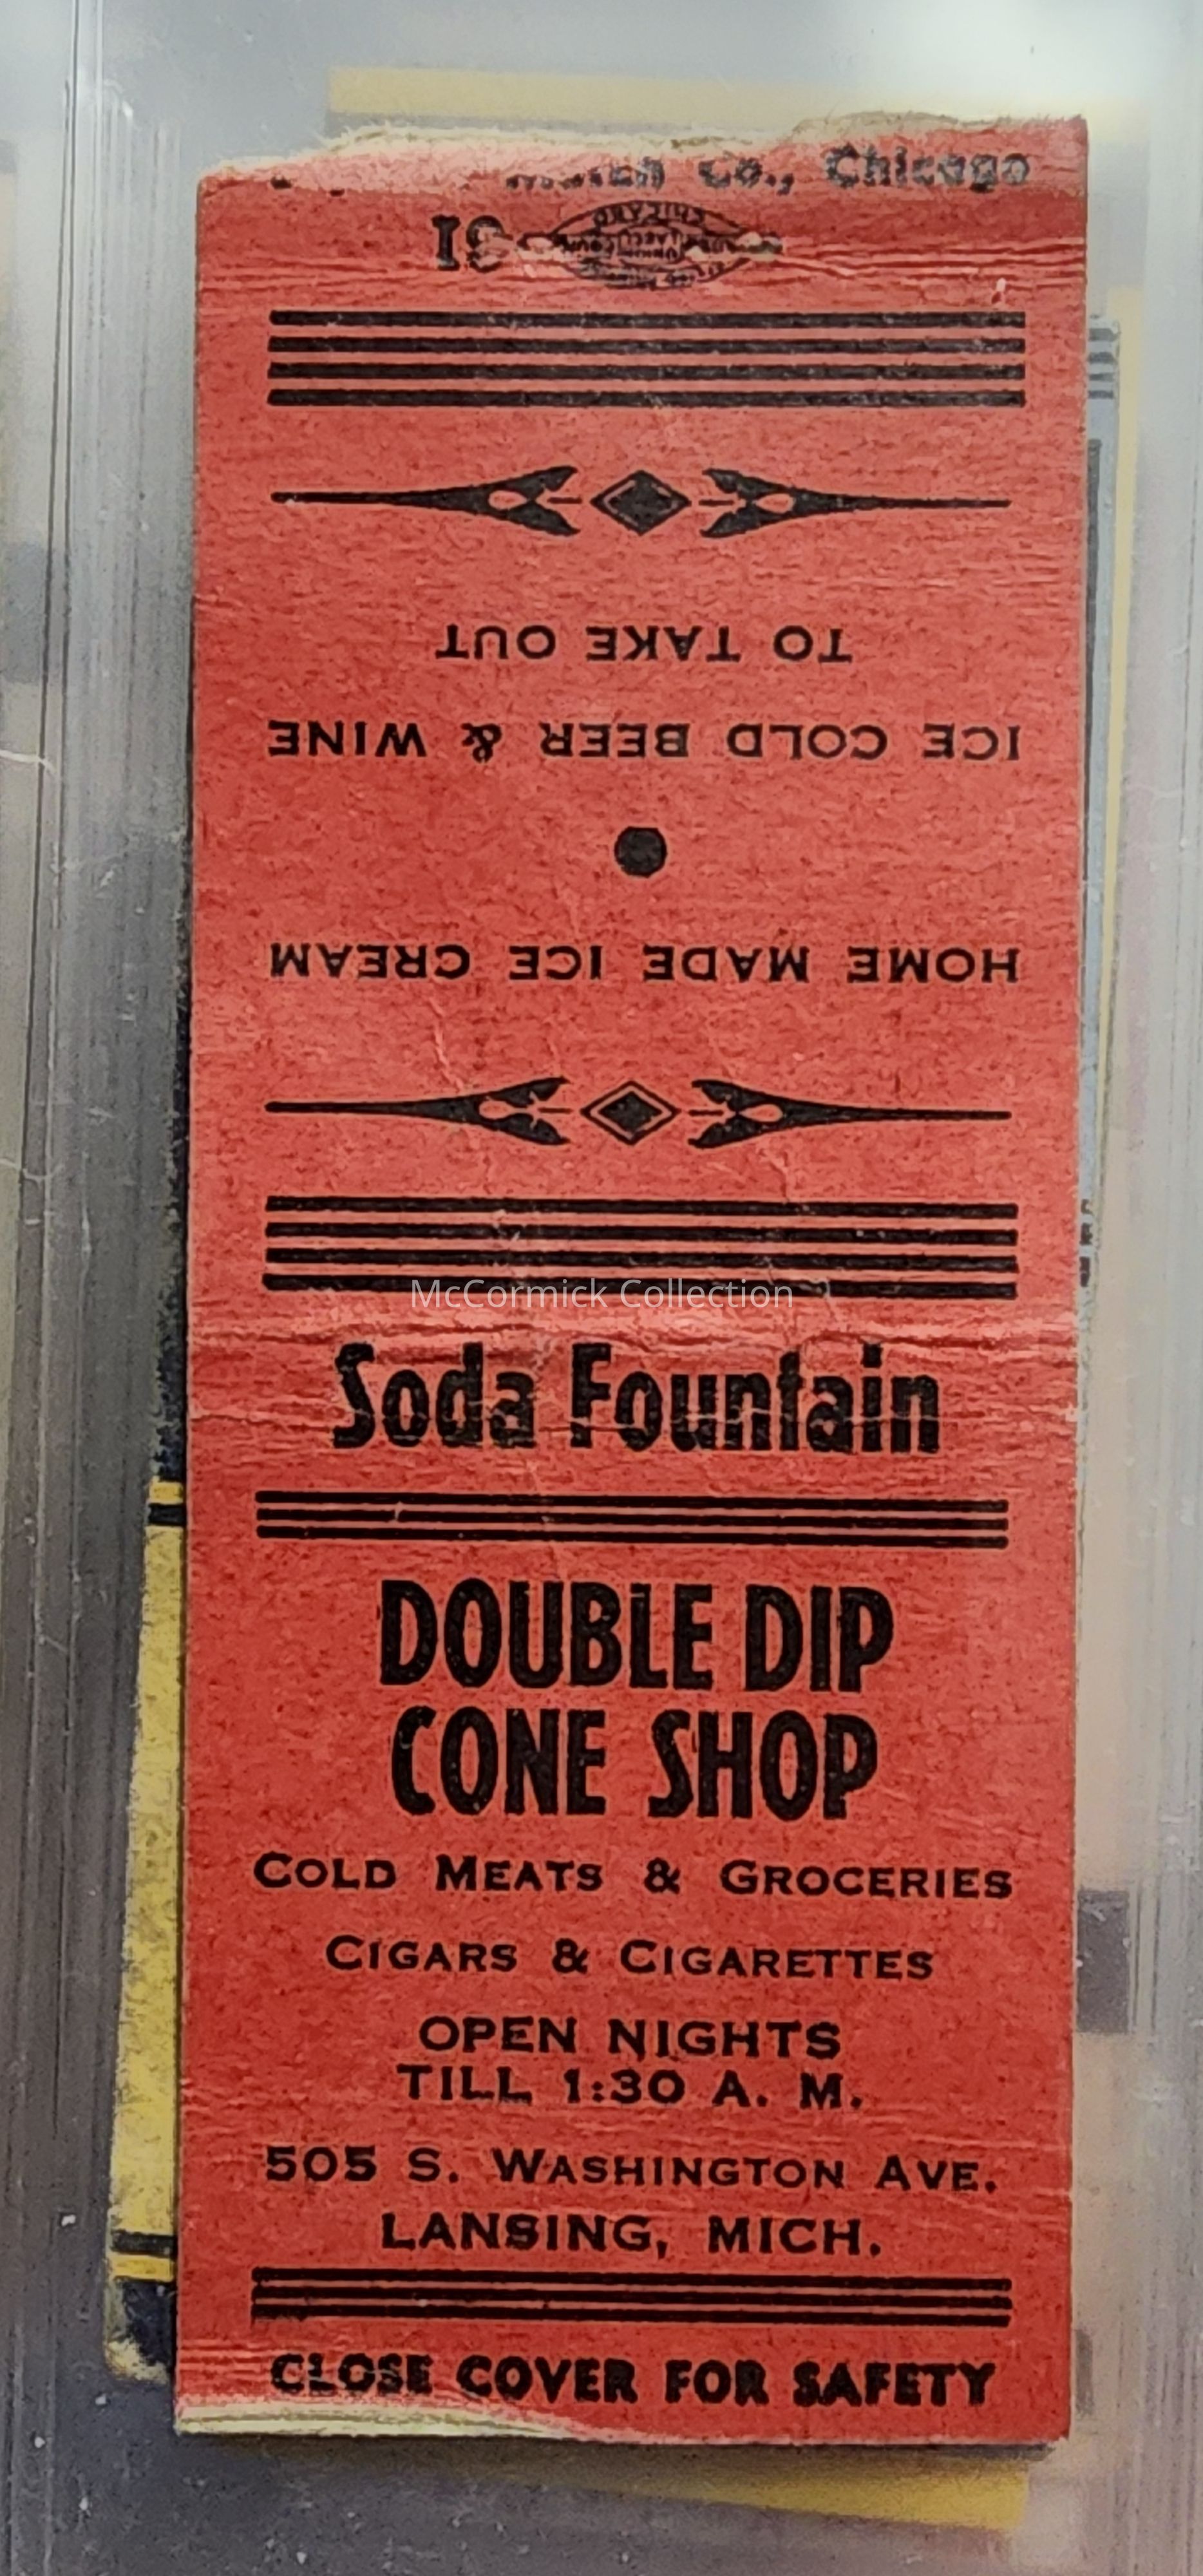 Match Co., Chicago
TO TAKE OUT
ICE COLD BEER & WINE
HOME MADE ICE CREAM
McCormick Collection
Soda Fountain
DOUBLE DIP
CONE SHOP
COLD MEATS & GROCERIES
CIGARS & CIGARETTES
OPEN NIGHTS
TILL 1:30 A. M.
505 S. WASHINGTON AVE.
LANSING, MICH.
CLOSE COVER FOR SAFETY